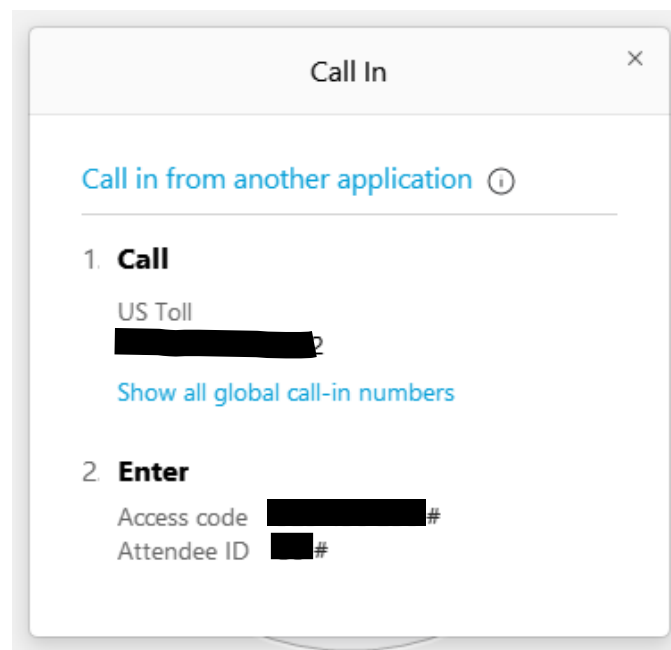 Call In
Call in from another application
1. Call
US Toll
2
Show all global call-in numbers
2. Enter
Access code #
Attendee ID #